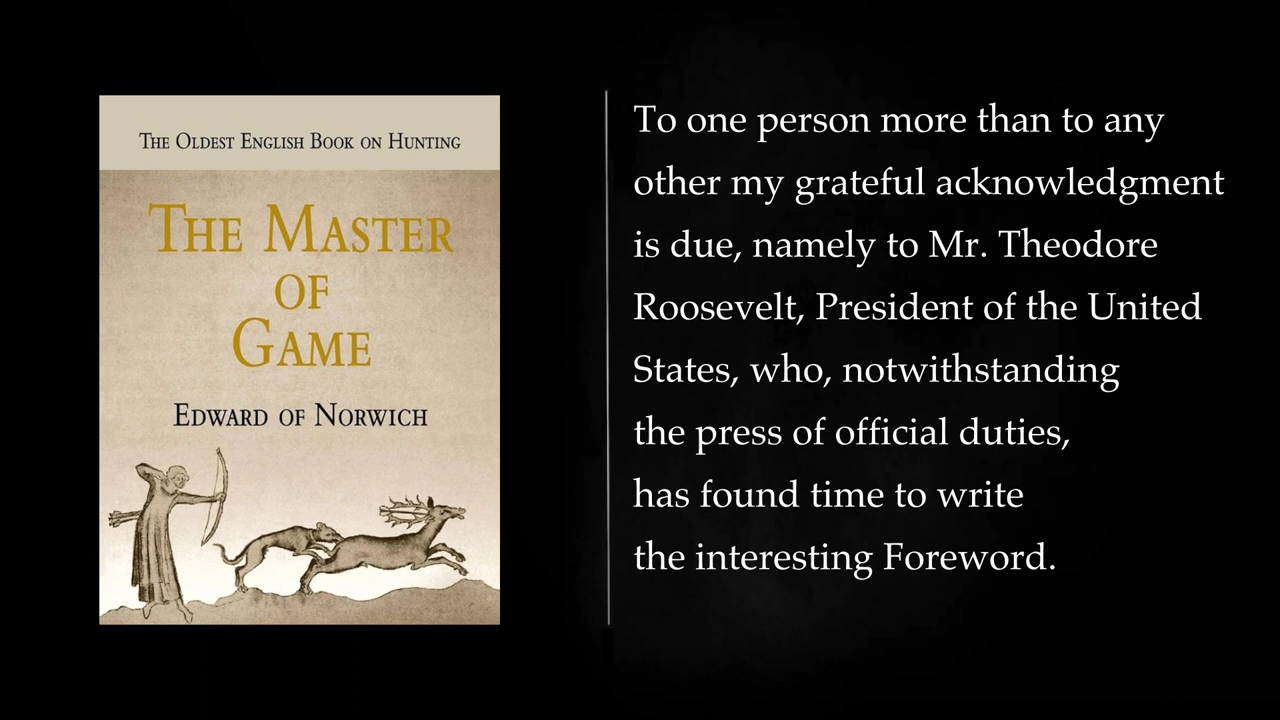 The Oldest English Book on Hunting
The Master
of
Game
Edward of Norwich
To one person more than to any
other my grateful acknowledgment
is due, namely to Mr. Theodore
Roosevelt, President of the United
States, who, notwithstanding
the press of official duties,
has found time to write
the interesting Foreword.